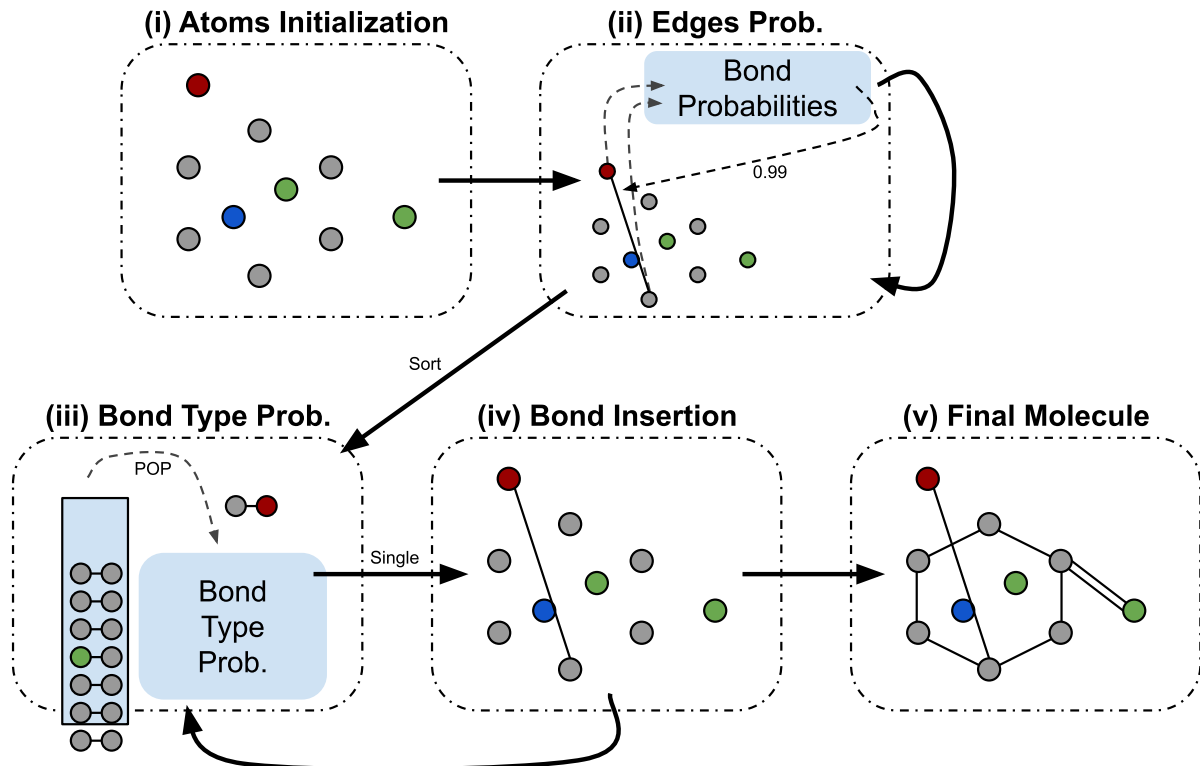 (i) Atoms Initialization
(ii) Edges Prob.
Bond
Probabilities
0.99
Sort
(iii) Bond Type Prob.
(iv) Bond Insertion
(v) Final Molecule
POP
Single
Bond
Type
Prob.